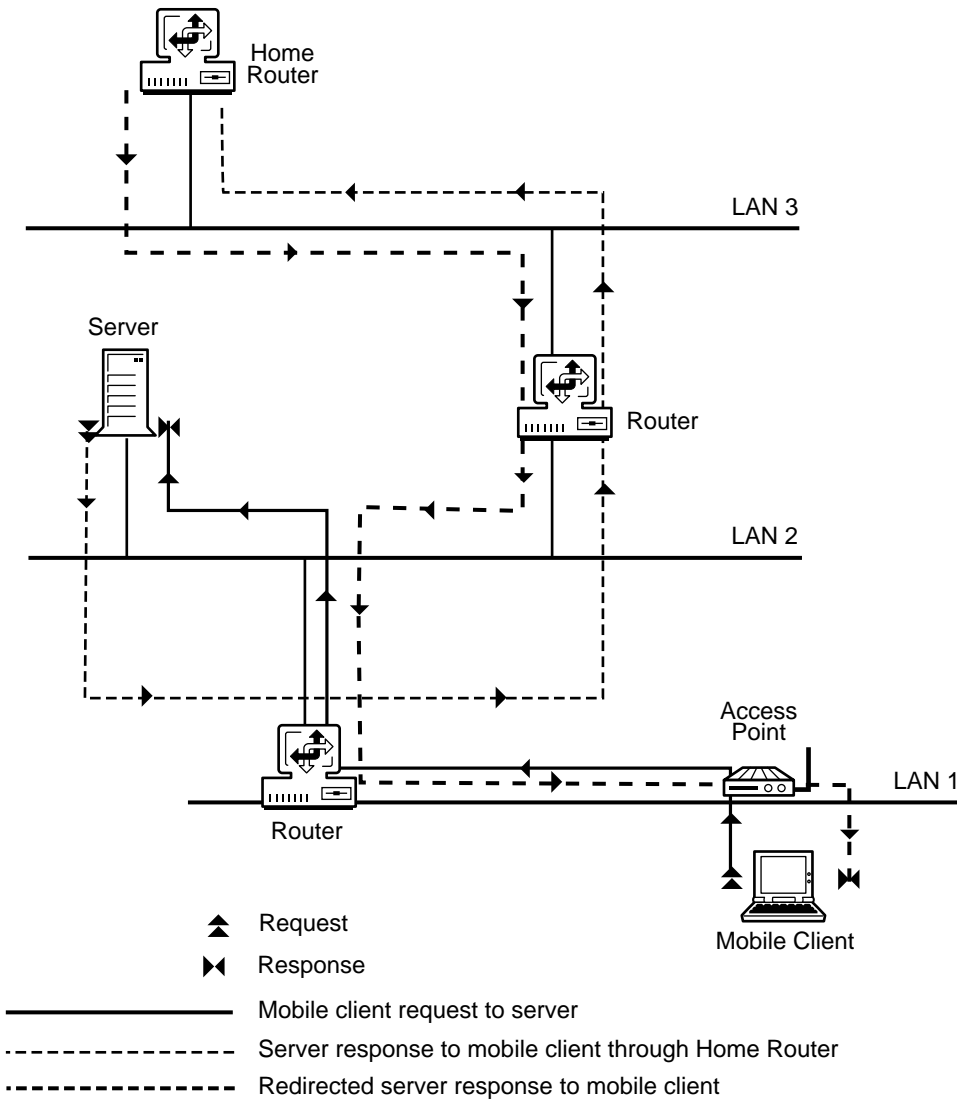 Home
Router
LAN 3
Server
Router
LAN 2
Access
Point
LAN 1
Router
Mobile Client
Request
Response
Mobile client request to server
Server response to mobile client through Home Router
Redirected server response to mobile client